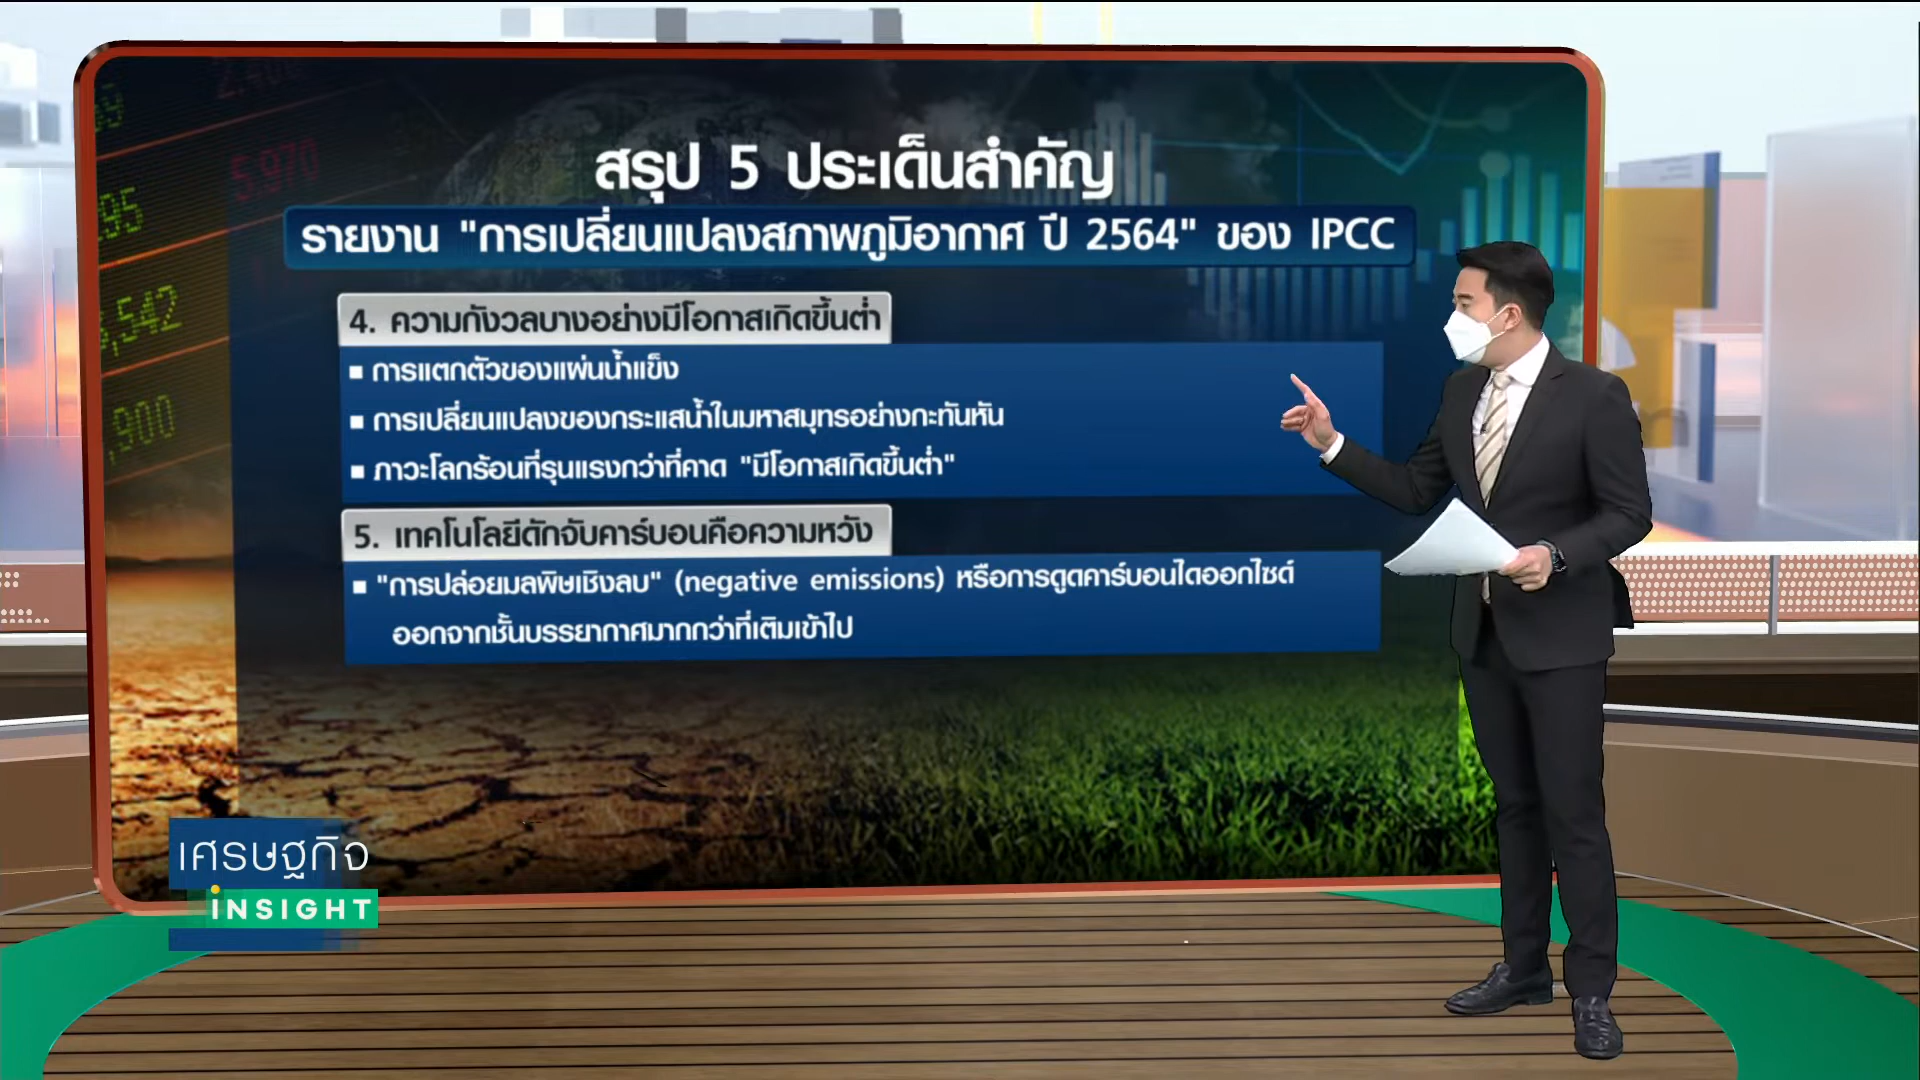 สรุป 5 ประเด็นสำคัญ
รายงาน "การเปลี่ยนแปลงสภาพภูมิอากาศ ปี 2564" ของ IPCC
4. ความกังวลบางอย่างมีโอกาสเกิดขึ้นต่ำ
▪ การแตกตัวของแผ่นน้ำแข็ง
▪ การเปลี่ยนแปลงของกระแสน้ำในมหาสมุทรอย่างกะทันหัน
▪ ภาวะโลกร้อนที่รุนแรงกว่าที่คาด "มีโอกาสเกิดขึ้นต่ำ"
5. เทคโนโลยีดักจับคาร์บอนคือความหวัง
▪ "การปล่อยมลพิษเชิงลบ" (negative emissions) หรือการดูดคาร์บอนไดออกไซด์
ออกจากชั้นบรรยากาศมากกว่าที่เติมเข้าไป
5,970
95
,542
,900
เศรษฐกิจ
iNSIGHT